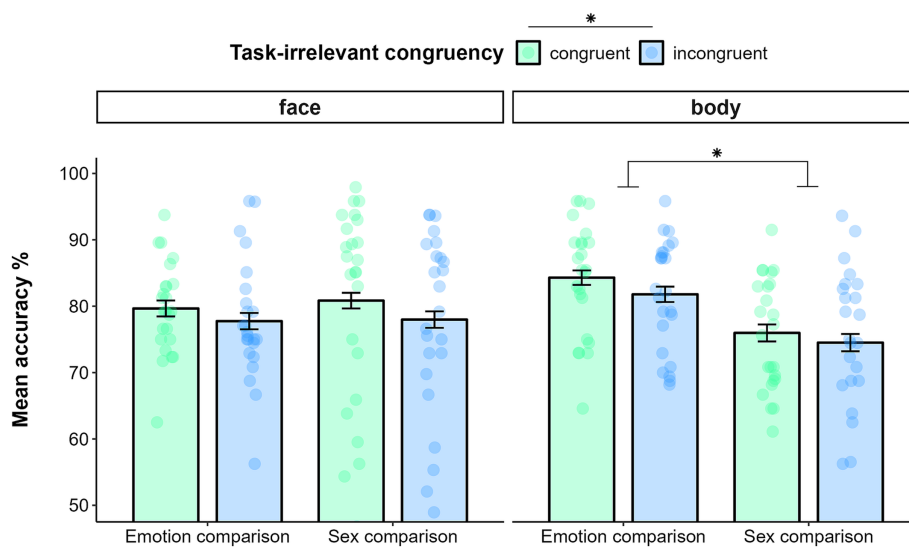 *
Task-irrelevant congruency congruent incongruent
face body
*
Mean accuracy %
100
90
80
70
60
50
Emotion comparison Sex comparison Emotion comparison Sex comparison